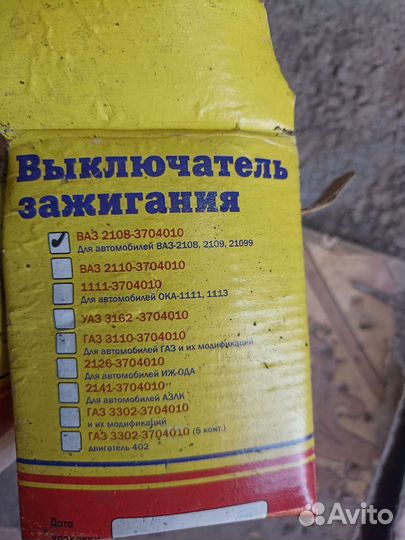 Выключатель
зажигания
ВАЗ 2108-3704010
Для автомобилей ВАЗ-2108, 2109, 21099
ВАЗ 2110-3704010
1111-3704010
Для автомобилей ОКА-1111, 1113
УАЗ 3162 -3704010
ГАЗ 3110-3704010
Для автомобилей ГАЗ и их модификаций
2126-3704010
Для автомобилей ИЖ-ОДА
2141-3704010
Для автомобилей АЗЛК
ГАЗ 3302-3704010
и их модификаций
ГАЗ 3302-3704010 (5 конт.)
двигатель 402
Дата
Avito